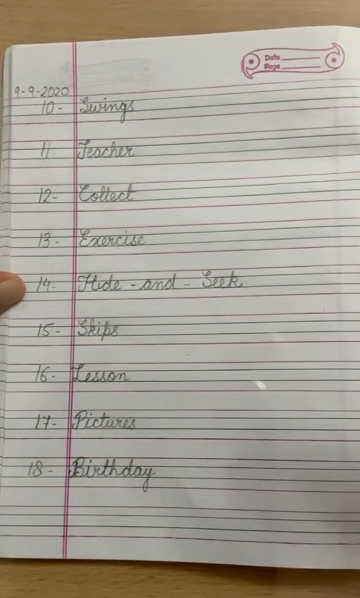 Date
Page
9-9-2020
10- Swings
11 Teacher
12- Collect
13- Exercise
14- Hide-and-Seek
15- Skips
16- Lesson
17- Pictures
18- Birthday